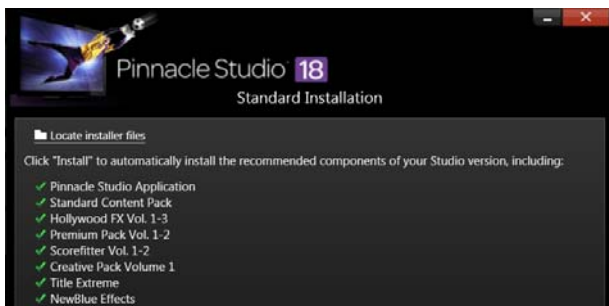 Pinnacle Studio 18
Standard Installation
Locate installer files
Click "Install" to automatically install the recommended components of your Studio version, including:
Pinnacle Studio Application
Standard Content Pack
Hollywood FX Vol. 1-3
Premium Pack Vol. 1-2
Scorefitter Vol. 1-2
Creative Pack Volume 1
Title Extreme
NewBlue Effects